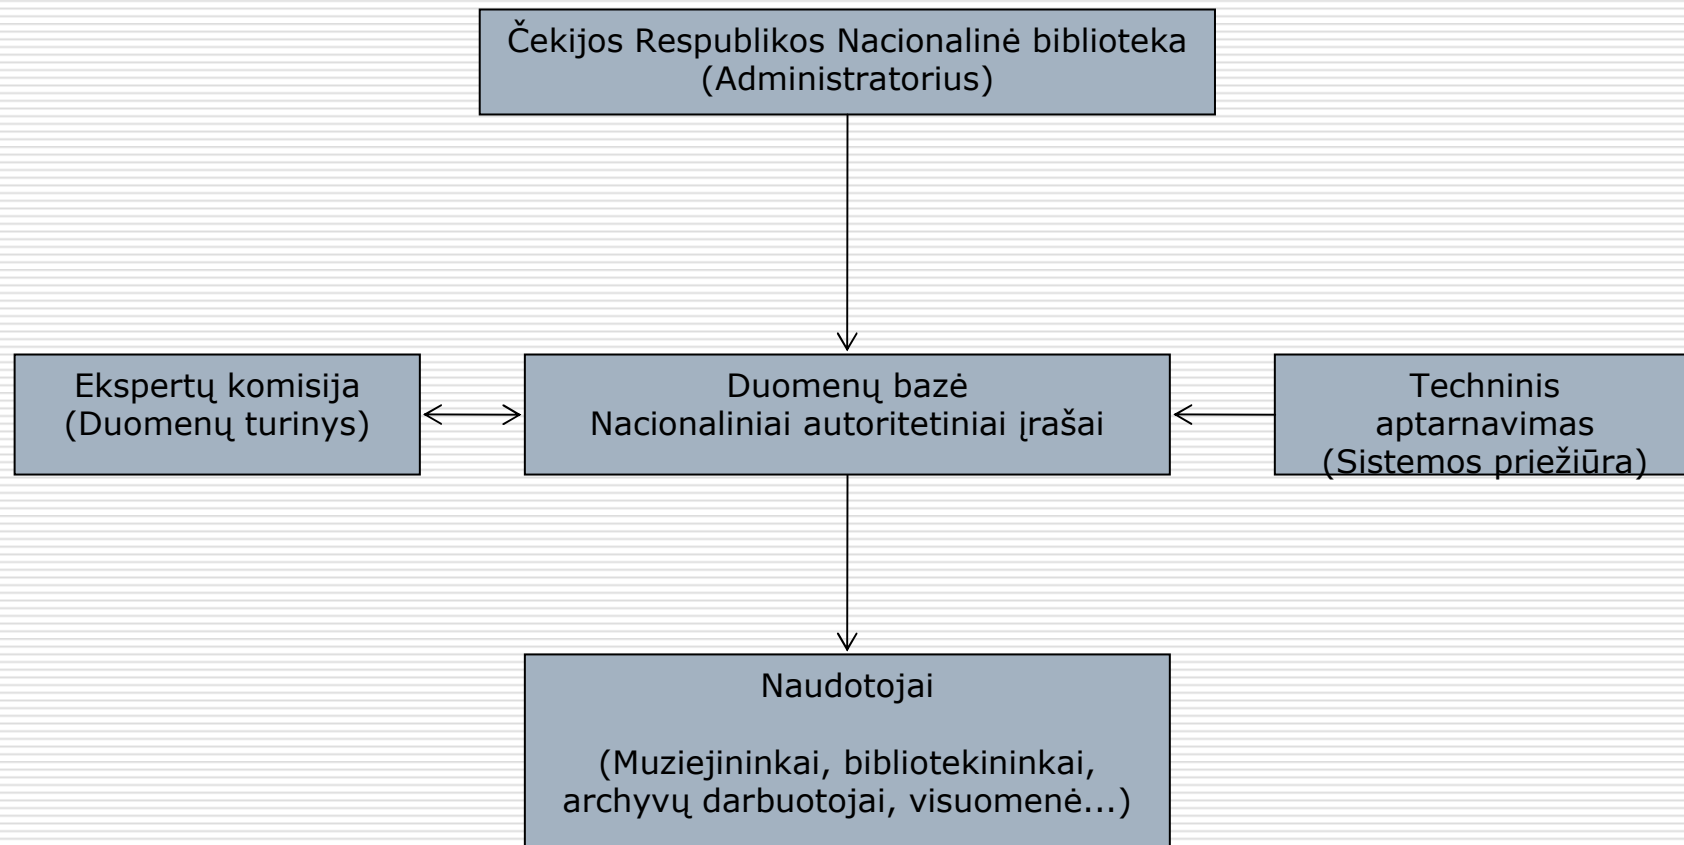 Čekijos Respublikos Nacionalinė biblioteka
(Administratorius)
Ekspertų komisija
(Duomenų turinys)
Duomenų bazė
Nacionaliniai autoritetiniai įrašai
Techninis
aptarnavimas
(Sistemos priežiūra)
Naudotojai
(Muziejininkai, bibliotekininkai,
archyvų darbuotojai, visuomenė...)